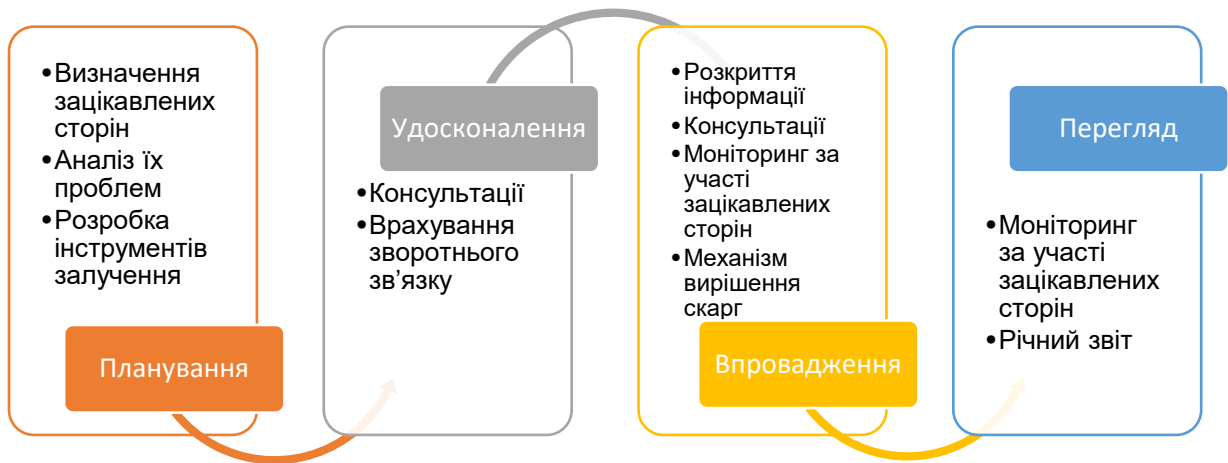 •Визначення
зацікавлених
сторін
•Аналіз їх
проблем
•Розробка
інструментів
залучення
Планування
Удосконалення
•Консультації
•Врахування
зворотнього
зв’язку
•Розкриття
інформації
•Консультації
•Моніторинг за
участі
зацікавлених
сторін
•Механізм
вирішення
скарг
Впровадження
Перегляд
•Моніторинг
за участі
зацікавлених
сторін
•Річний звіт